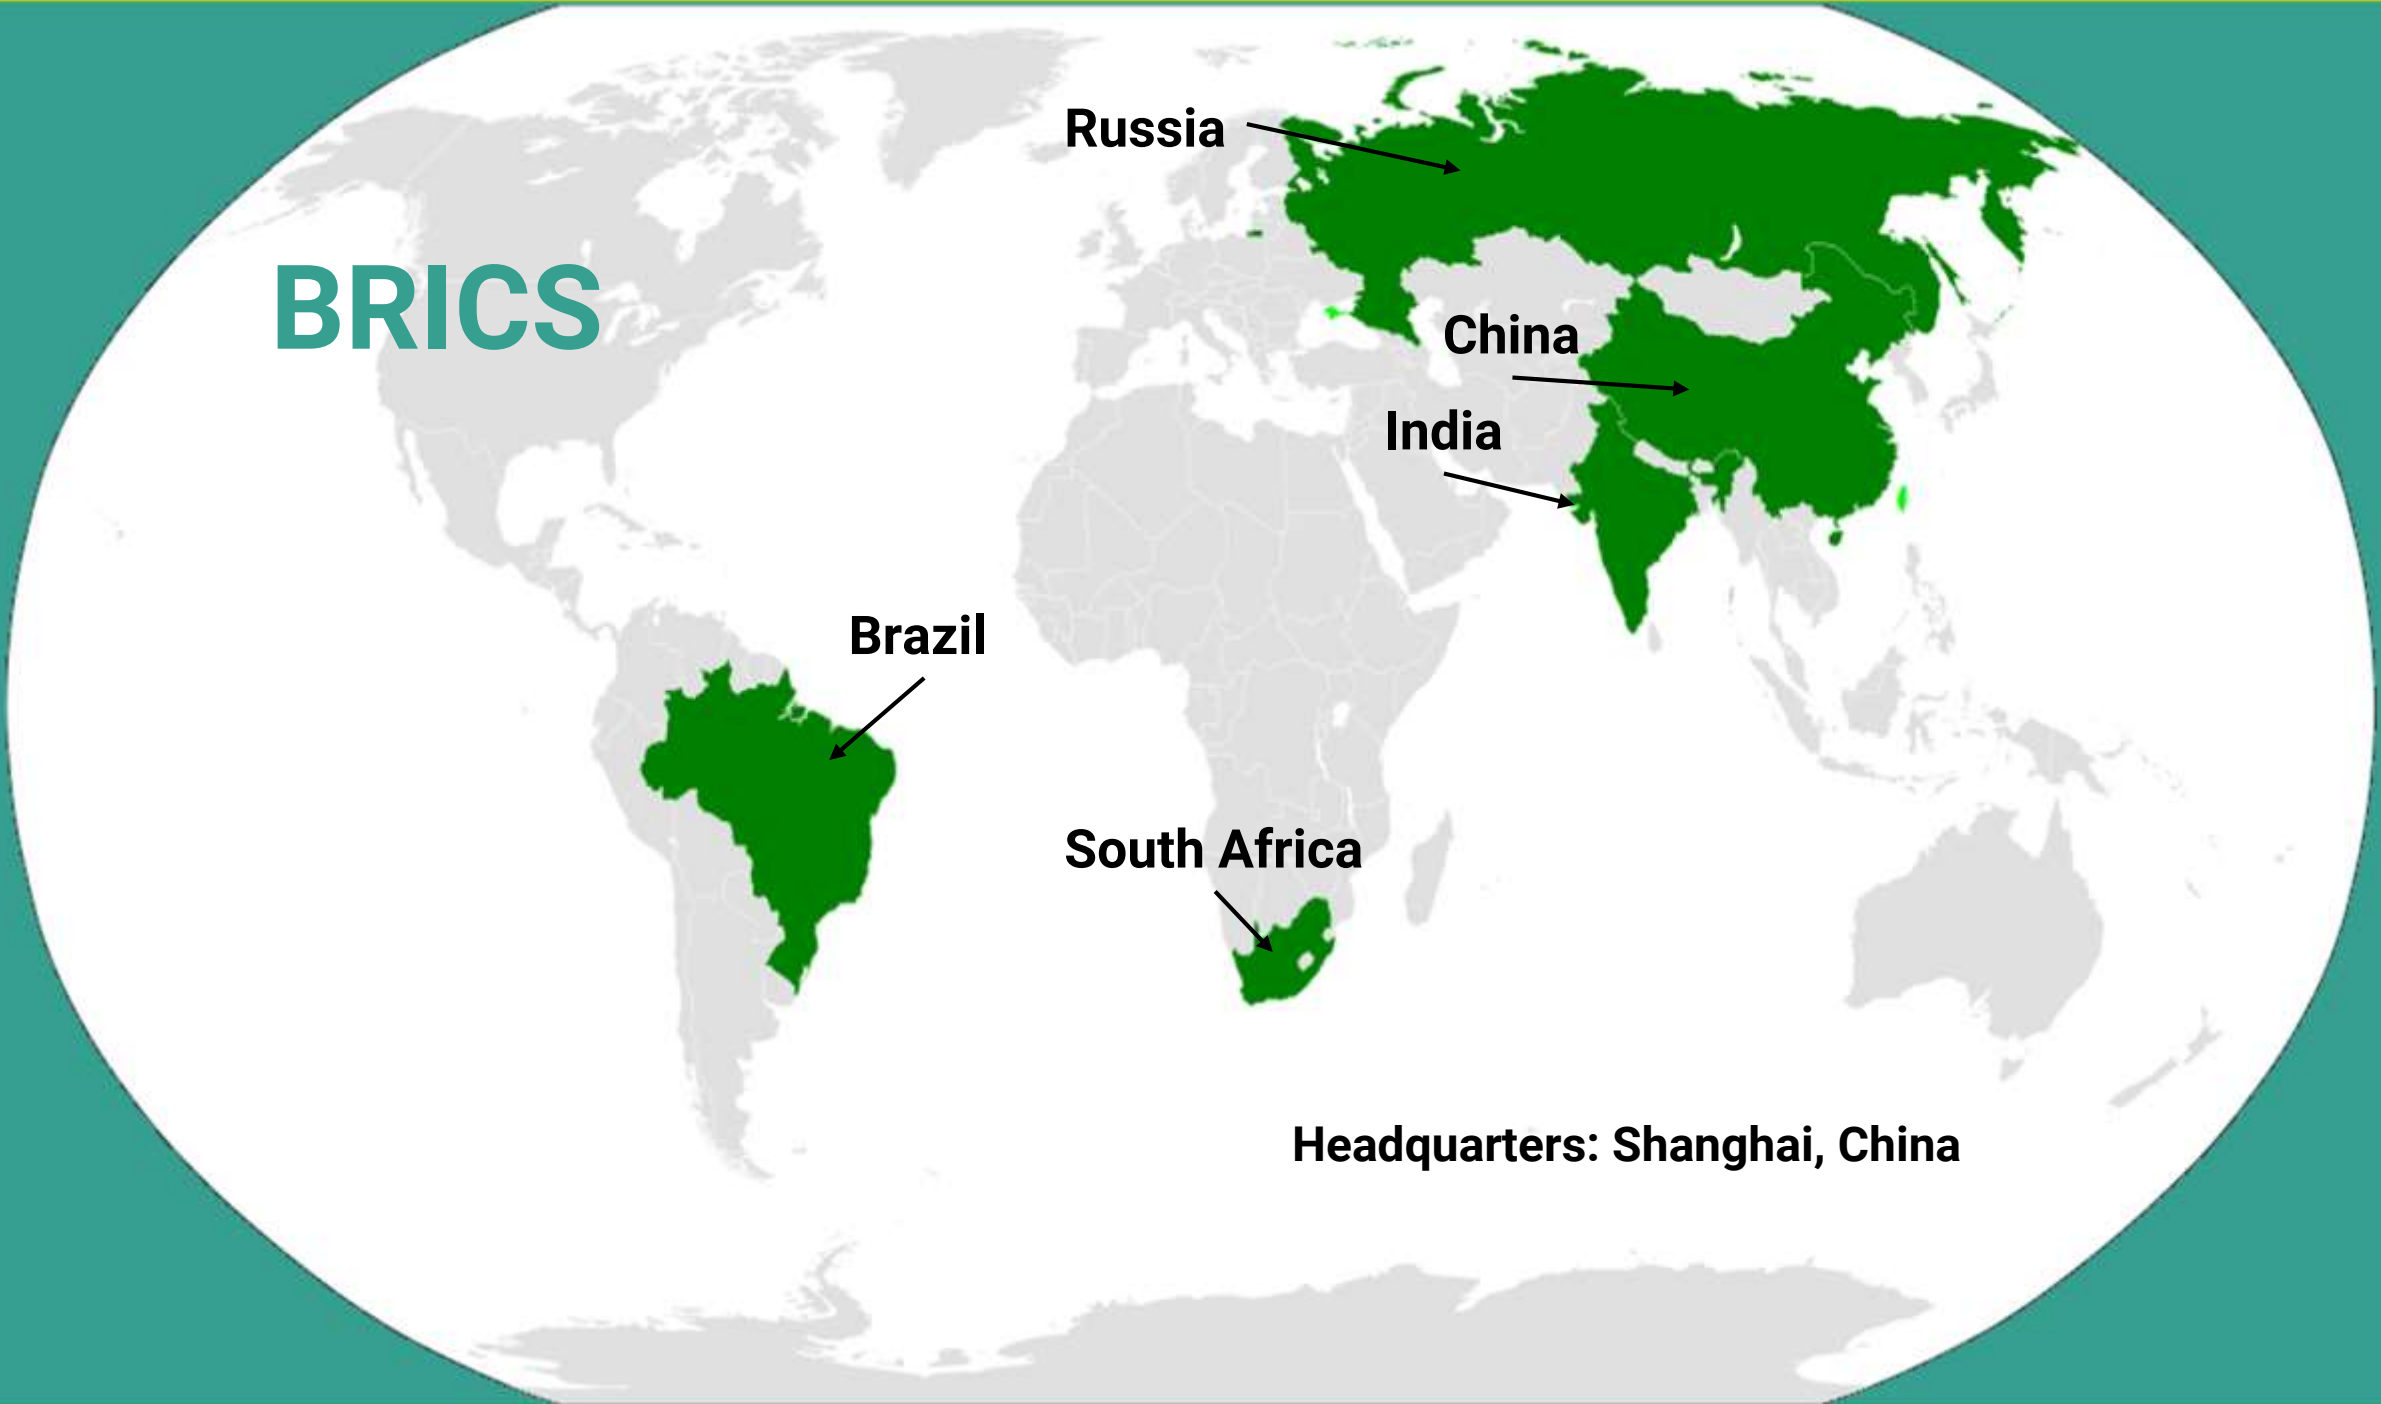 Russia
BRICS
China
India
Brazil
South Africa
Headquarters: Shanghai, China